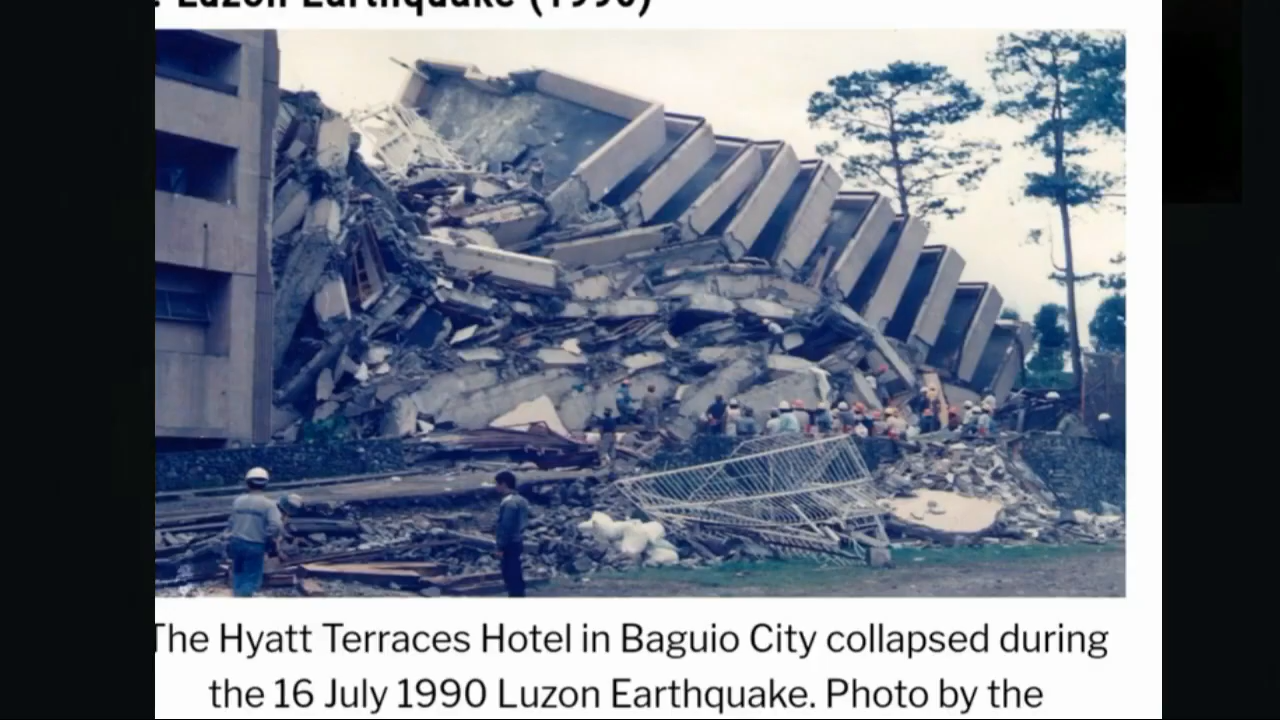 : Luzon Earthquake (1990)
The Hyatt Terraces Hotel in Baguio City collapsed during
the 16 July 1990 Luzon Earthquake. Photo by the